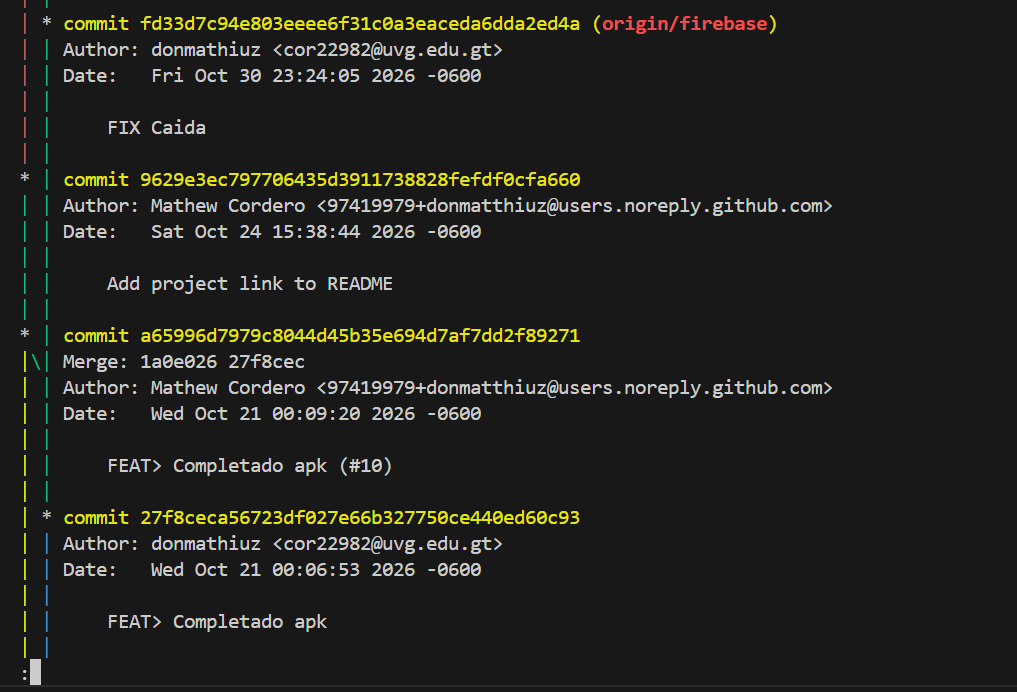 * commit fd33d7c94e803eeee6f31c0a3eaceda6dda2ed4a (origin/firebase)
Author: donmathiuz <cor22982@uvg.edu.gt>
Date:   Fri Oct 30 23:24:05 2026 -0600
FIX Caida
* commit 9629e3ec797706435d3911738828fefdf0cfa660
Author: Mathew Cordero <97419979+donmatthiuz@users.noreply.github.com>
Date:   Sat Oct 24 15:38:44 2026 -0600
Add project link to README
* commit a65996d7979c8044d45b35e694d7af7dd2f89271
Merge: 1a0e026 27f8cec
Author: Mathew Cordero <97419979+donmatthiuz@users.noreply.github.com>
Date:   Wed Oct 21 00:09:20 2026 -0600
FEAT> Completado apk (#10)
* commit 27f8ceca56723df027e66b327750ce440ed60c93
Author: donmathiuz <cor22982@uvg.edu.gt>
Date:   Wed Oct 21 00:06:53 2026 -0600
FEAT> Completado apk
: